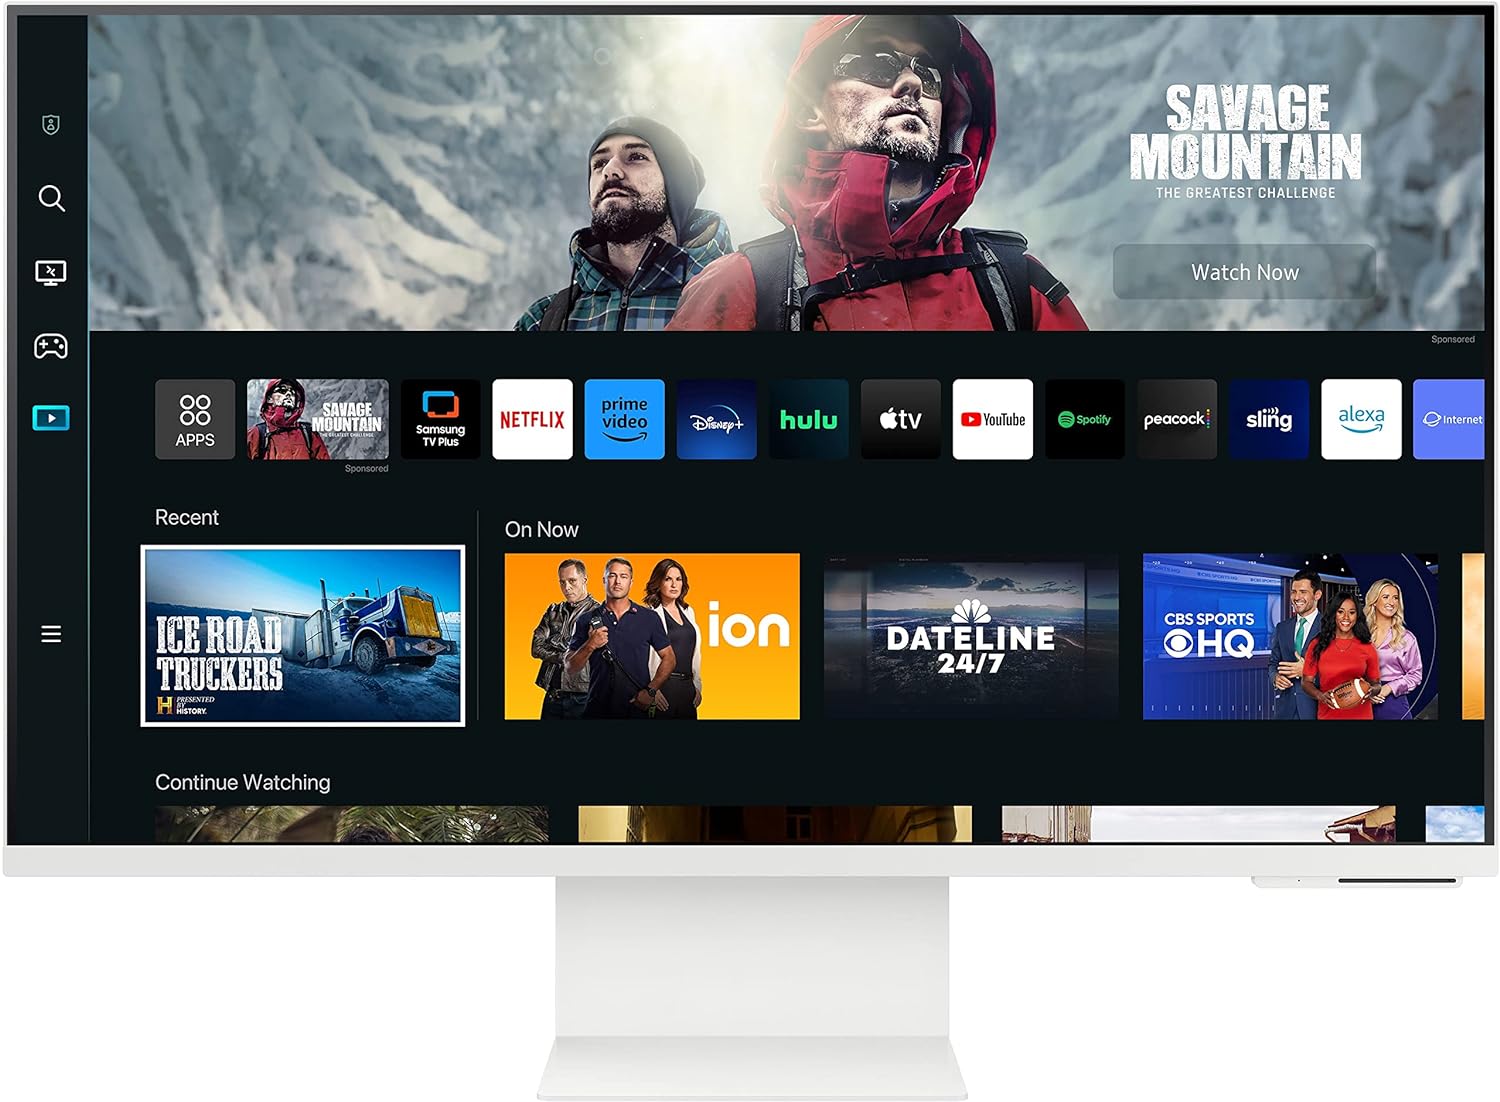 SAVAGE
MOUNTAIN
THE GREATEST CHALLENGE
Watch Now
Sponsored
APPS
SAVAGE
MOUNTAIN
THE GREATEST CHALLENGE
Sponsored
Samsung
TV Plus
NETFLIX
prime
video
Disney+
hulu
tv
YouTube
Spotify
peacock
sling
alexa
Internet
Recent
On Now
ICE ROAD
TRUCKERS
H PRESENTED
BY
HISTORY.
ion
DATELINE
24/7
CBS SPORTS
HQ
Continue Watching